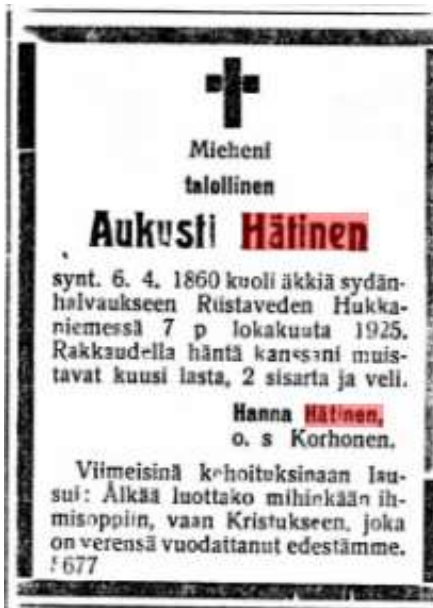 Mieheni
talollinen
Aukusti Hätinen
synt. 6. 4. 1860 kuoli äkkiä sydän-
halvaukseen Riistaveden Hukka-
niemessä 7 p lokakuuta 1925.
Rakkaudella häntä kanssani muis-
tavat kuusi lasta, 2 sisarta ja veli.
Hanna Hätinen,
o. s Korhonen.
Viimeisinä kehoituksinaan lau-
sui: Älkää luottako mihinkään ih-
misoppiin, vaan Kristukseen. joka
on verensä vuodattanut edestämme.
5677